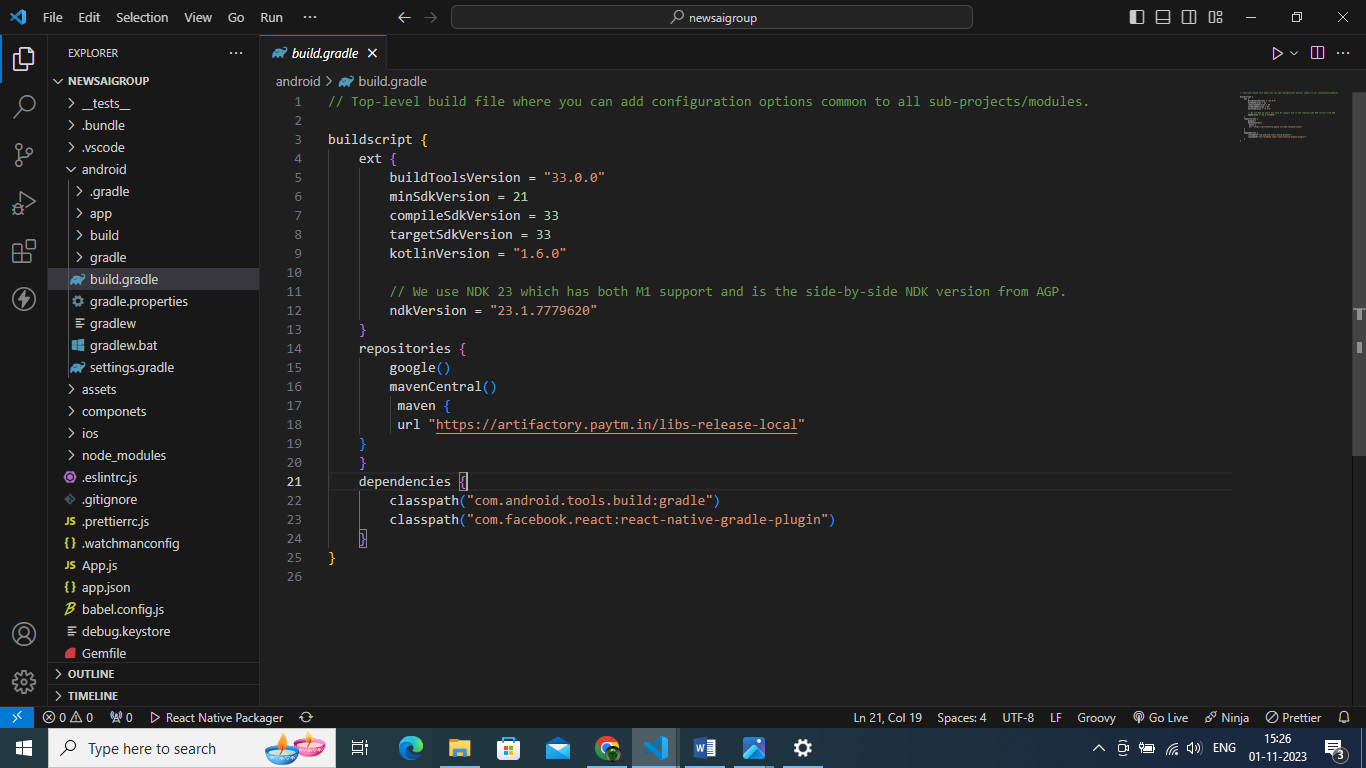 File Edit Selection View Go Run ··· newsaigroup
EXPLORER ···
NEWSAIGROUP
__tests__
.bundle
.vscode
android
.gradle
app
build
gradle
build.gradle
gradle.properties
gradlew
gradlew.bat
settings.gradle
assets
componets
ios
node_modules
.eslintrc.js
.gitignore
JS .prettierrc.js
{} .watchmanconfig
JS App.js
{} app.json
babel.config.js
debug.keystore
Gemfile
OUTLINE
TIMELINE
build.gradle
android > build.gradle
1 // Top-level build file where you can add configuration options common to all sub-projects/modules.
2
3 buildscript {
4 ext {
5 buildToolsVersion = "33.0.0"
6 minSdkVersion = 21
7 compileSdkVersion = 33
8 targetSdkVersion = 33
9 kotlinVersion = "1.6.0"
10
11 // We use NDK 23 which has both M1 support and is the side-by-side NDK version from AGP.
12 ndkVersion = "23.1.7779620"
13 }
14 repositories {
15 google()
16 mavenCentral()
17 maven {
18 url "https://artifactory.paytm.in/libs-release-local"
19 }
20 }
21 dependencies {
22 classpath("com.android.tools.build:gradle")
23 classpath("com.facebook.react:react-native-gradle-plugin")
24 }
25 }
26
0 0 0 React Native Packager Ln 21, Col 19 Spaces: 4 UTF-8 LF Groovy Go Live Ninja Prettier
Type here to search
ENG
15:26
01-11-2023
3